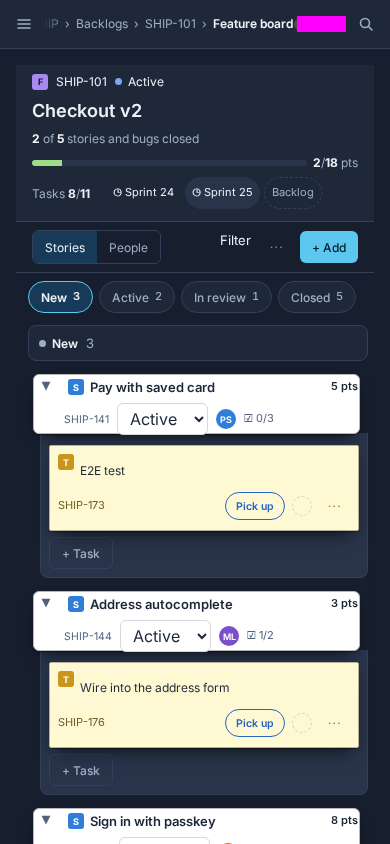 › Backlogs › SHIP-101 › Feature board
F SHIP-101 Active
Checkout v2
2 of 5 stories and bugs closed
2/18 pts
Tasks 8/11 Sprint 24 Sprint 25 Backlog
Stories People Filter ... + Add
New 3 Active 2 In review 1 Closed 5
New 3
S Pay with saved card 5 pts
SHIP-141 Active PS ☑ 0/3
T E2E test
SHIP-173 Pick up ...
+ Task
S Address autocomplete 3 pts
SHIP-144 Active ML ☑ 1/2
T Wire into the address form
SHIP-176 Pick up ...
+ Task
S Sign in with passkey 8 pts